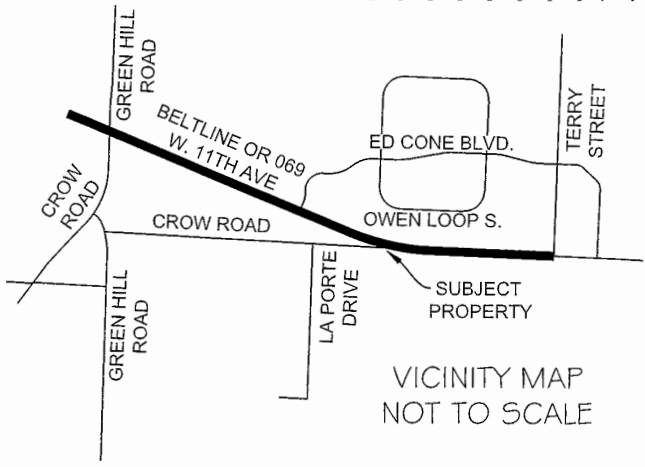 GREEN HILL
ROAD
BELTLINE OR 069
W. 11TH AVE
ED CONE BLVD.
TERRY
STREET
CROW
ROAD
CROW ROAD
OWEN LOOP S.
GREEN HILL
ROAD
LA PORTE
DRIVE
SUBJECT
PROPERTY
VICINITY MAP
NOT TO SCALE